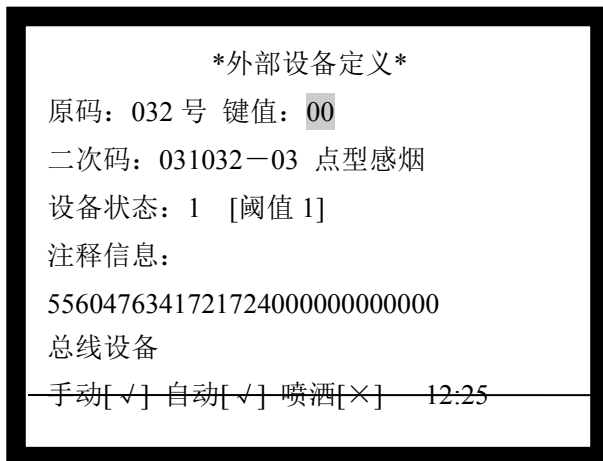 *外部设备定义*
原码：032 号 键值：00
二次码：031032－03 点型感烟
设备状态：1 [阈值 1]
注释信息：
5560476341721724000000000000
总线设备
手动[√] 自动[√] 喷洒[×] 12:25